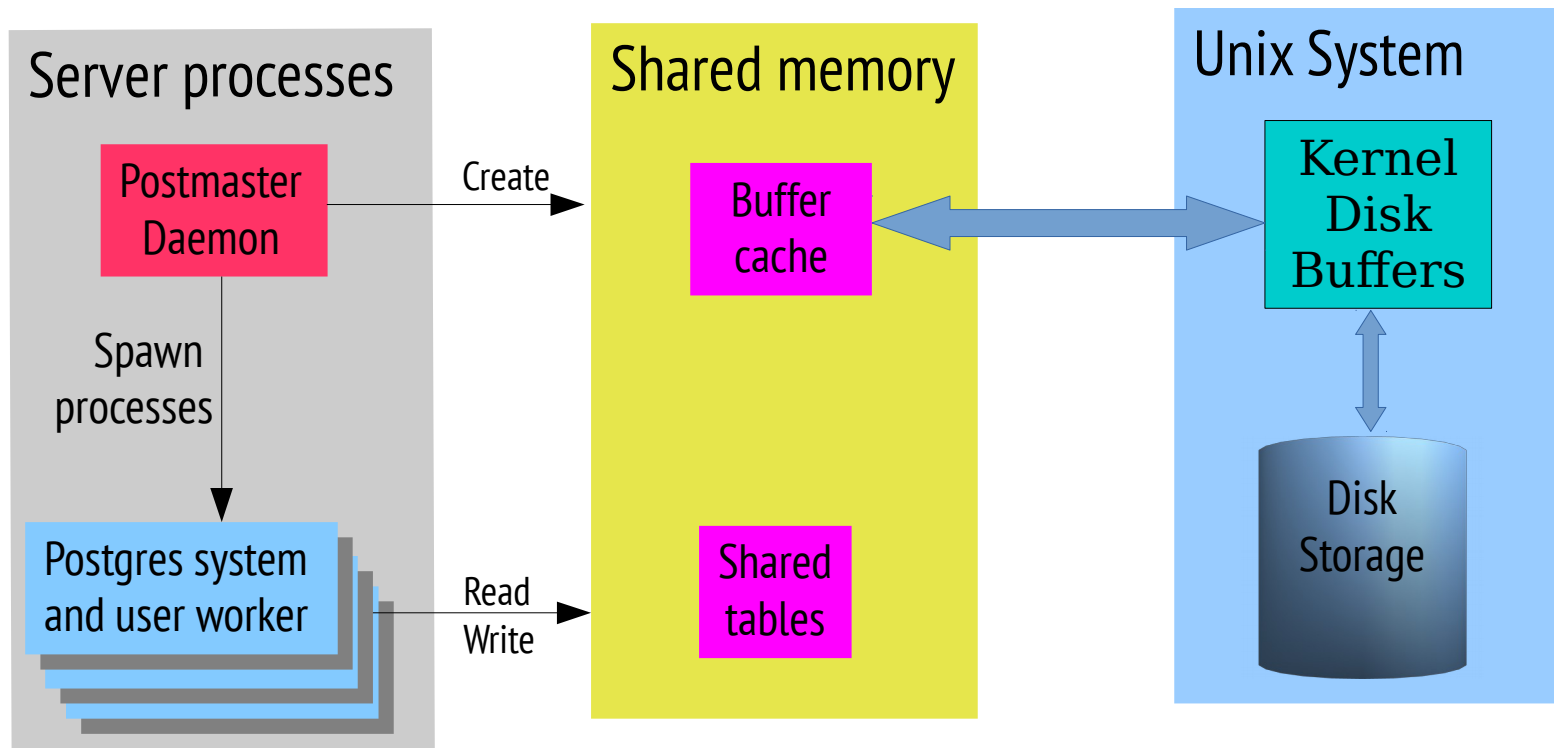 Server processes
Postmaster
Daemon
Spawn
processes
Postgres system
and user worker
Create
Read
Write
Shared memory
Buffer
cache
Shared
tables
Unix System
Kernel
Disk
Buffers
Disk
Storage